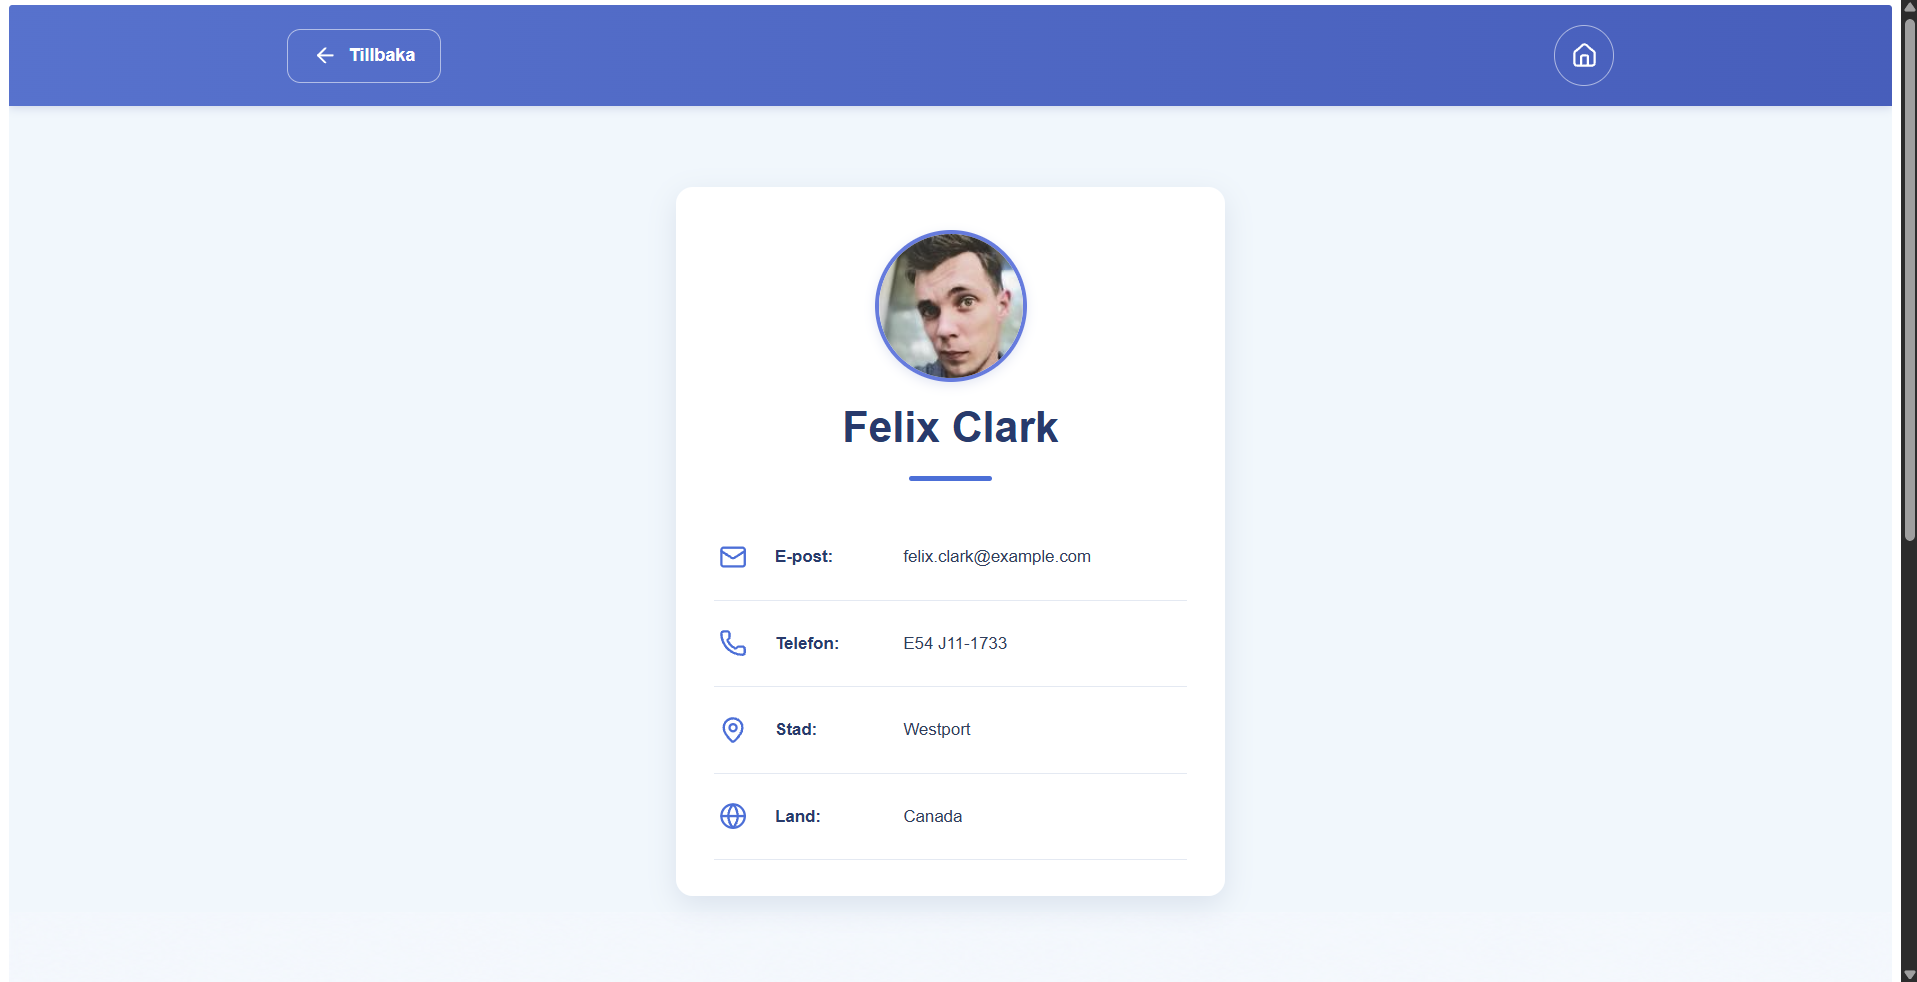 Tillbaka
Felix Clark
E-post: felix.clark@example.com
Telefon: E54 J11-1733
Stad: Westport
Land: Canada